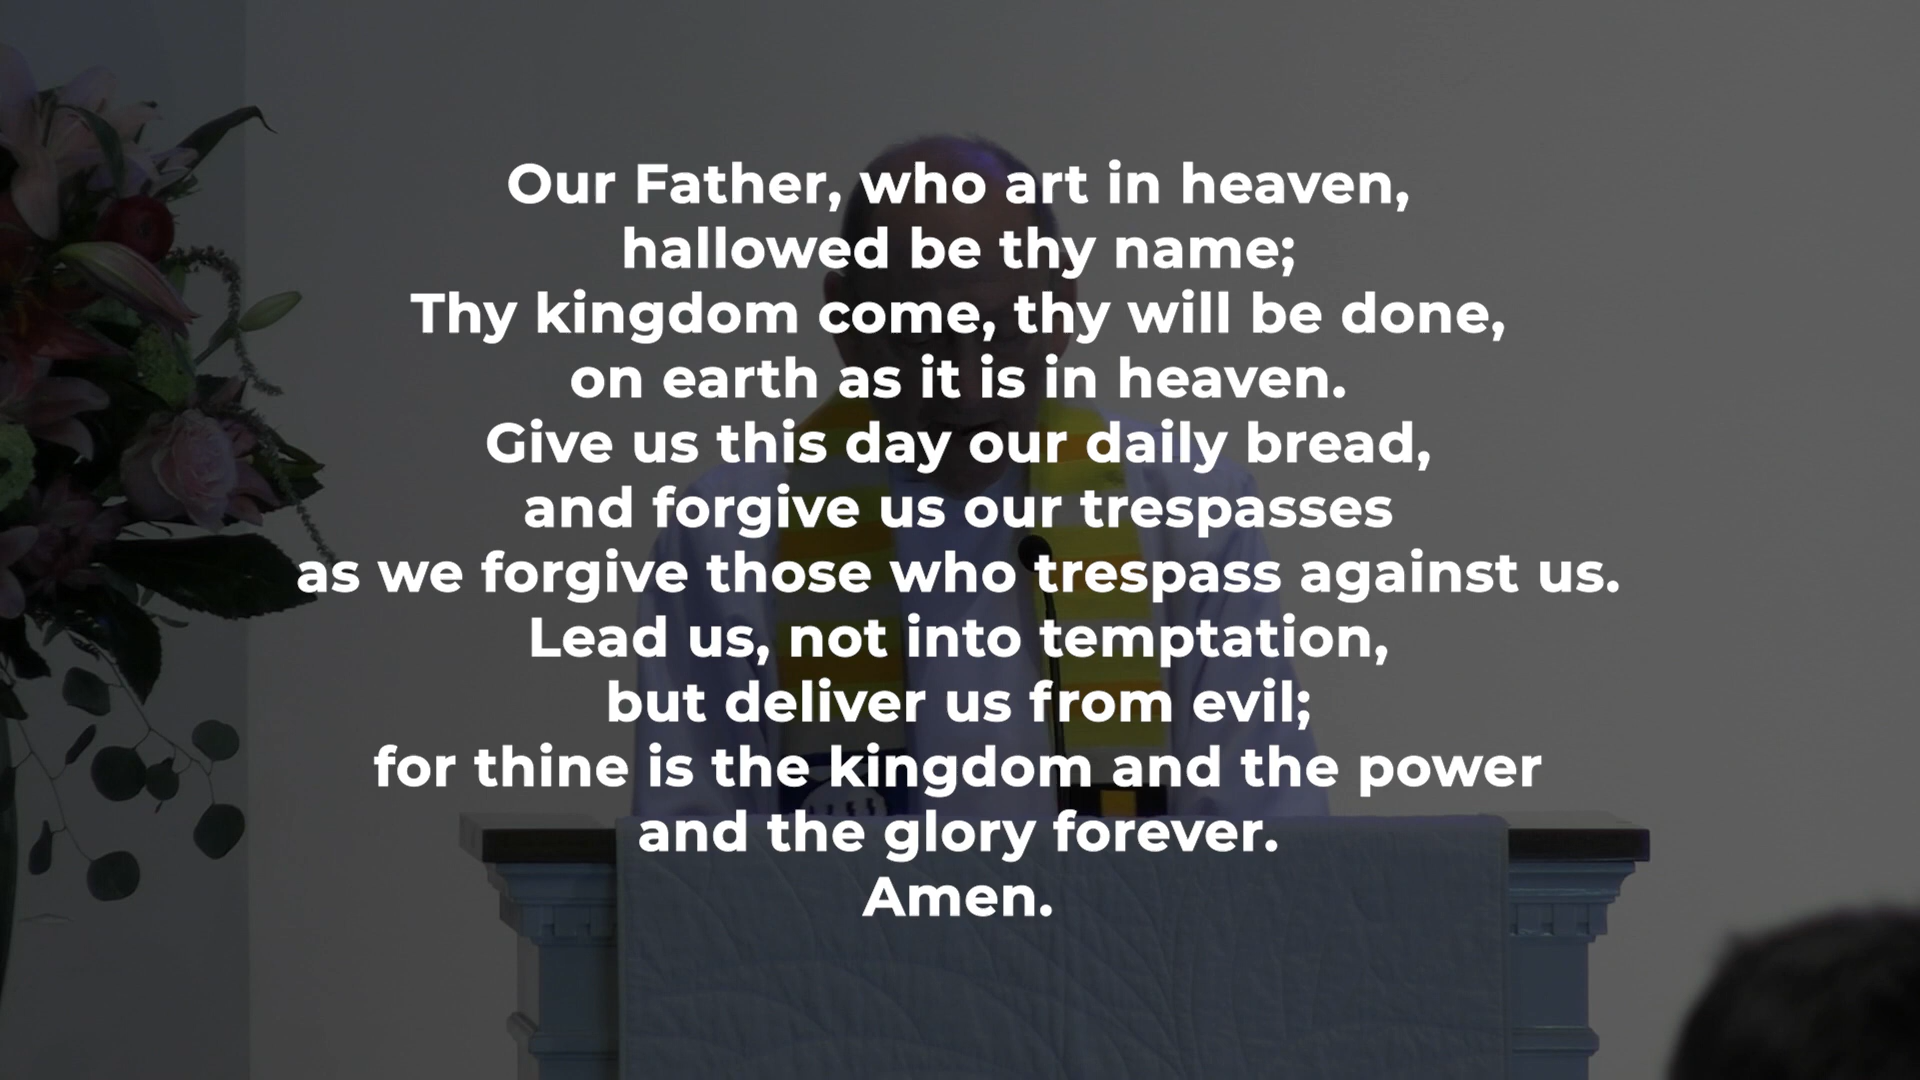 Our Father, who art in heaven,
hallowed be thy name;
Thy kingdom come, thy will be done,
on earth as it is in heaven.
Give us this day our daily bread,
and forgive us our trespasses
as we forgive those who trespass against us.
Lead us, not into temptation,
but deliver us from evil;
for thine is the kingdom and the power
and the glory forever.
Amen.